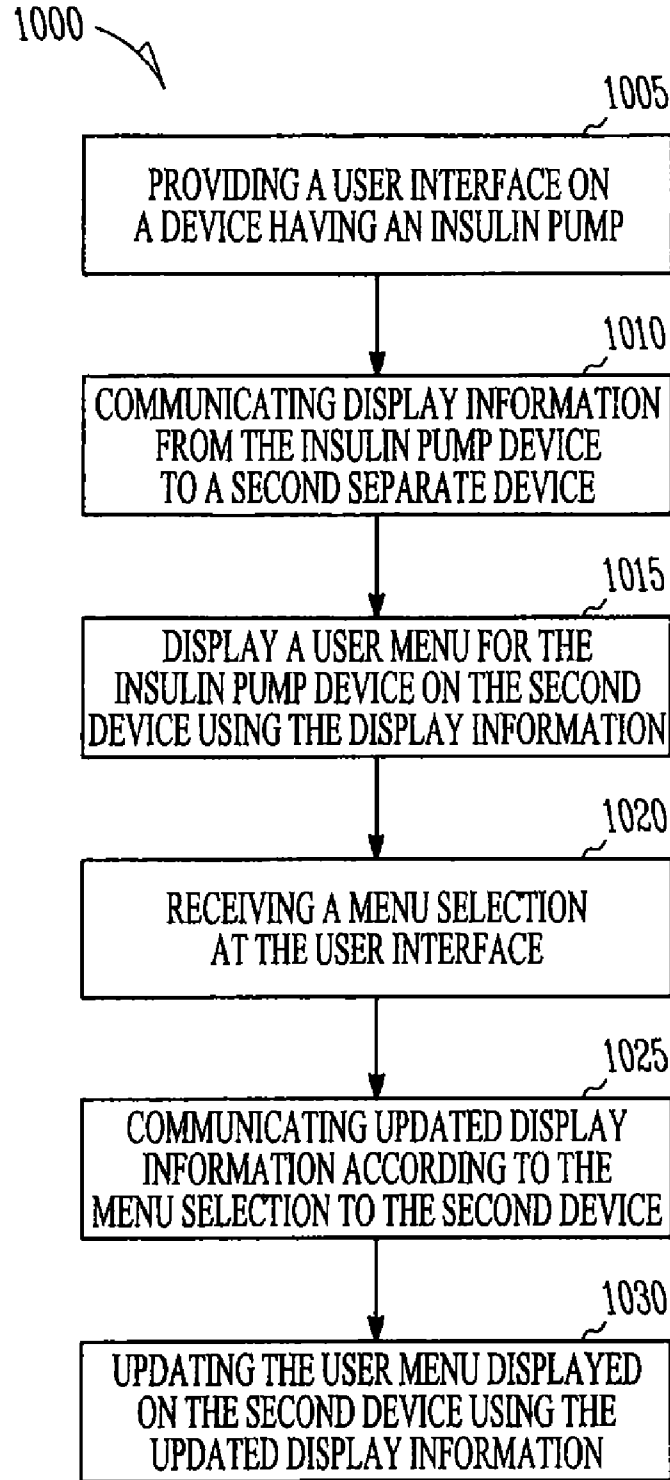 1000
1005
PROVIDING A USER INTERFACE ON
A DEVICE HAVING AN INSULIN PUMP
1010
COMMUNICATING DISPLAY INFORMATION
FROM THE INSULIN PUMP DEVICE
TO A SECOND SEPARATE DEVICE
1015
DISPLAY A USER MENU FOR THE
INSULIN PUMP DEVICE ON THE SECOND
DEVICE USING THE DISPLAY INFORMATION
1020
RECEIVING A MENU SELECTION
AT THE USER INTERFACE
1025
COMMUNICATING UPDATED DISPLAY
INFORMATION ACCORDING TO THE
MENU SELECTION TO THE SECOND DEVICE
1030
UPDATING THE USER MENU DISPLAYED
ON THE SECOND DEVICE USING THE
UPDATED DISPLAY INFORMATION